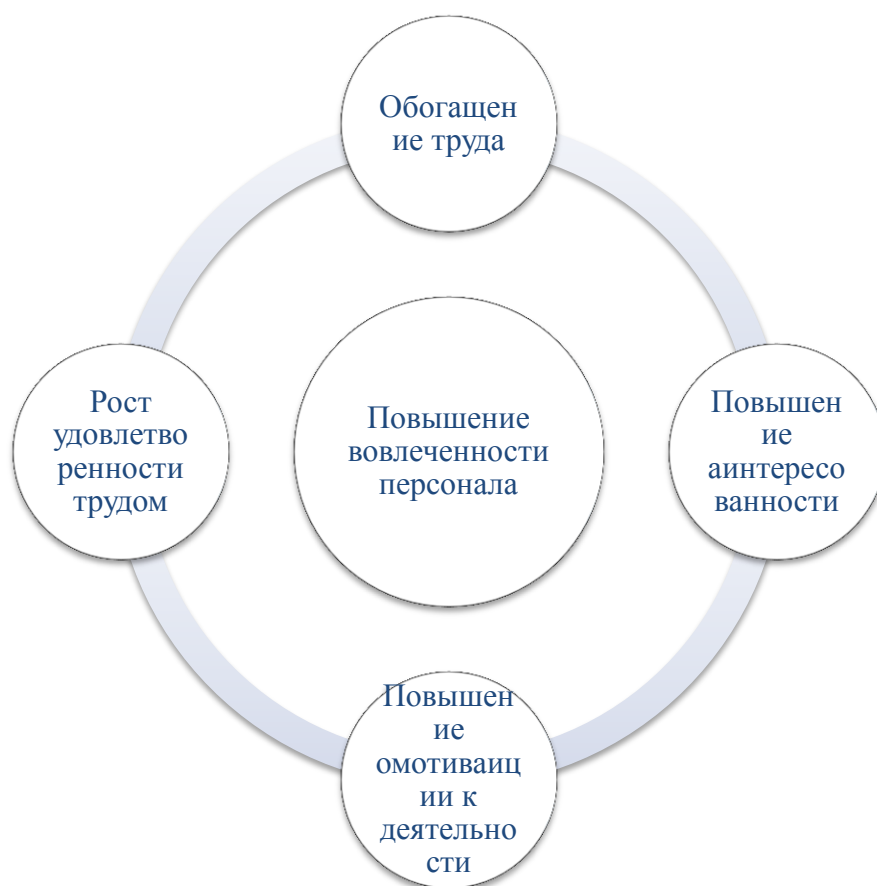 Обогащен
ие труда
Рост
удовлетво
ренности
трудом
Повышение
вовлеченности
персонала
Повышен
ие
аинтересо
ванности
Повышен
ие
омотиваиц
ии к
деятельно
сти